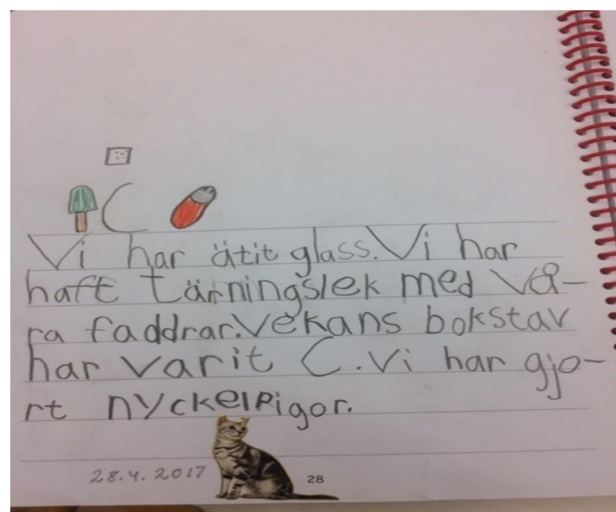 C
Vi har ätit glass. Vi har
haft tärningslek med vå-
ra faddrar. Vekans bokstav
har varit C. Vi har gjo-
rt nyckelpigor.
28.4.2017
28